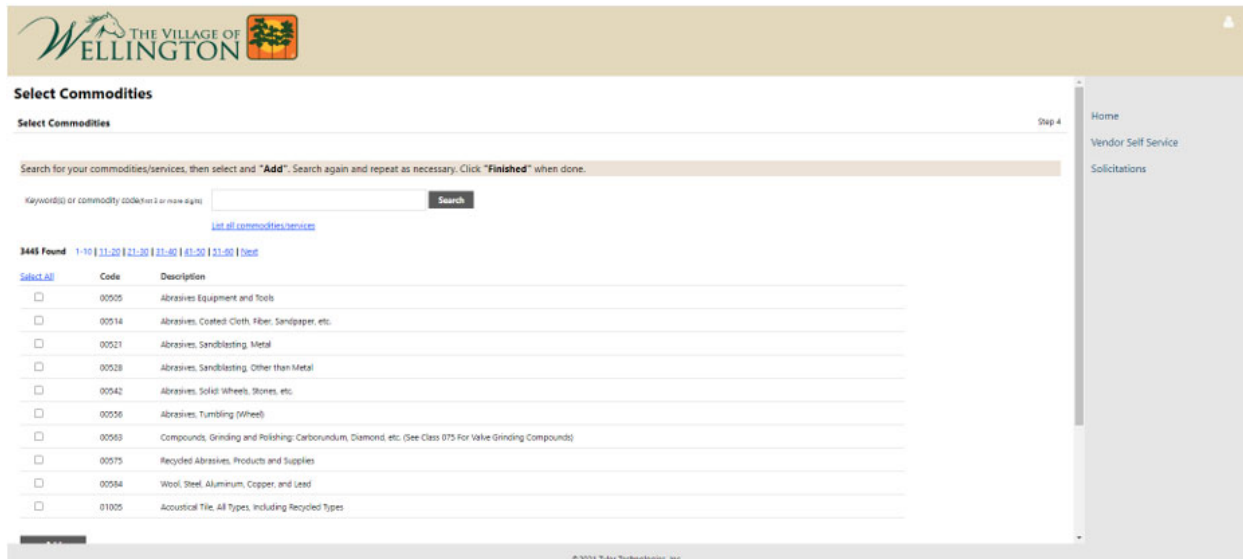 THE VILLAGE OF
WELLINGTON
Select Commodities
Select Commodities Step 4
Home
Vendor Self Service
Solicitations
Search for your commodities/services, then select and "Add". Search again and repeat as necessary. Click "Finished" when done.
Keyword(s) or commodity code(first 2 or more digits) Search
List all commodities/services
3445 Found 1-10 | 11-20 | 21-30 | 31-40 | 41-50 | 51-60 | Next
Select All Code Description
00505 Abrasives Equipment and Tools
00514 Abrasives, Coated: Cloth, Fiber, Sandpaper, etc.
00521 Abrasives, Sandblasting, Metal
00528 Abrasives, Sandblasting, Other than Metal
00542 Abrasives, Solid: Wheels, Stones, etc.
00556 Abrasives, Tumbling (Wheel)
00563 Compounds, Grinding and Polishing: Carborundum, Diamond, etc. (See Class 075 For Valve Grinding Compounds)
00575 Recycled Abrasives, Products and Supplies
00584 Wool, Steel, Aluminum, Copper, and Lead
01005 Acoustical Tile, All Types, Including Recycled Types